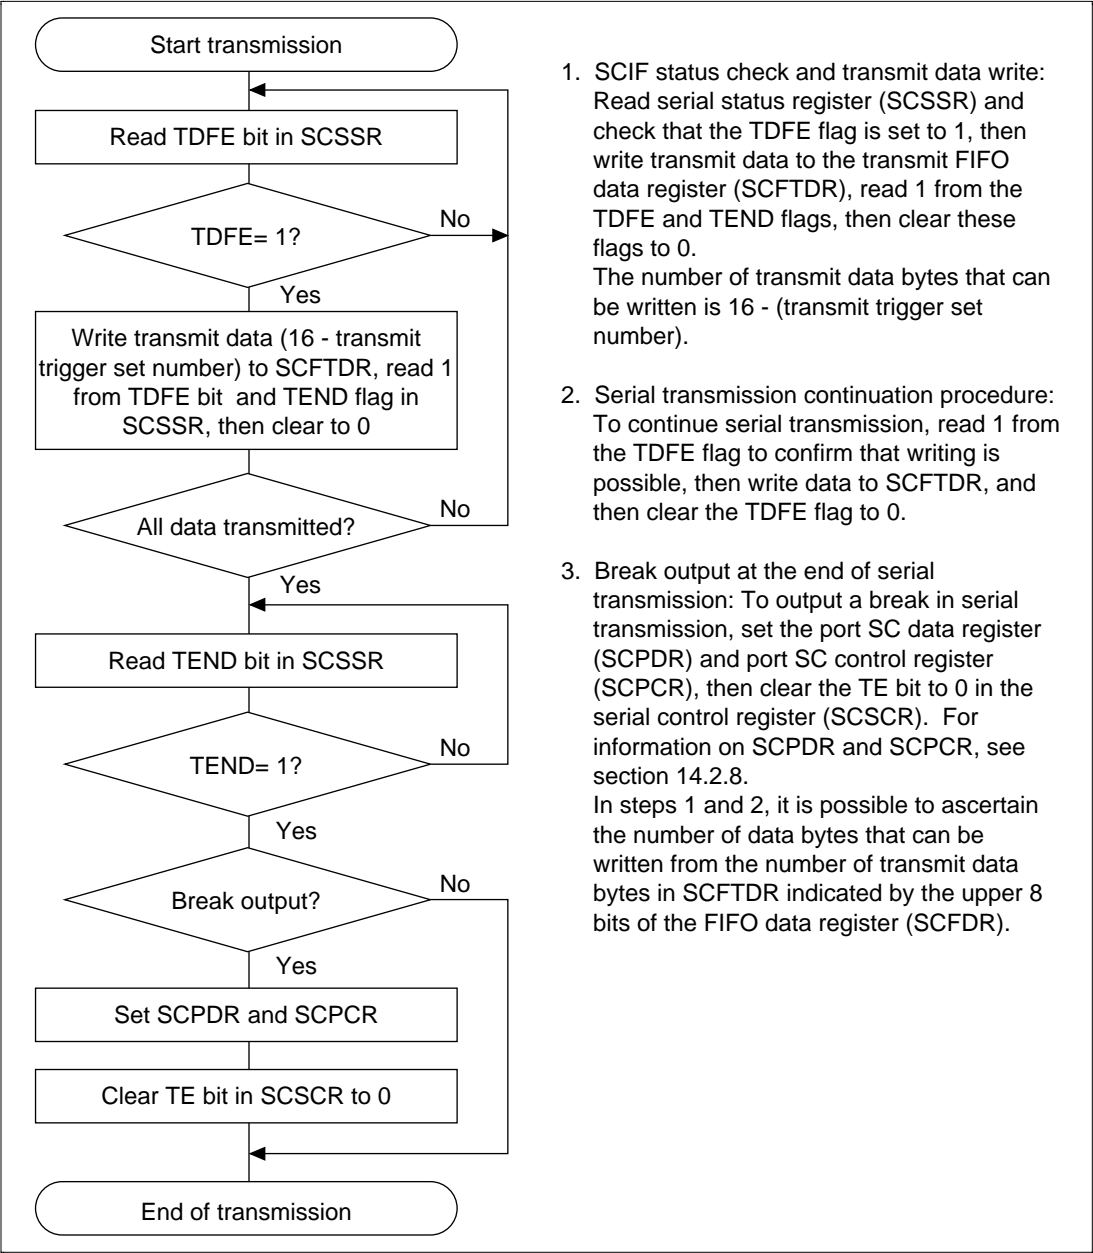 Start transmission
Read TDFE bit in SCSSR
TDFE= 1?
No
Yes
Write transmit data (16 - transmit
trigger set number) to SCFTDR, read 1
from TDFE bit  and TEND flag in
SCSSR, then clear to 0
All data transmitted?
No
Yes
Read TEND bit in SCSSR
TEND= 1?
No
Yes
Break output?
No
Yes
Set SCPDR and SCPCR
Clear TE bit in SCSCR to 0
End of transmission
1. SCIF status check and transmit data write:
Read serial status register (SCSSR) and
check that the TDFE flag is set to 1, then
write transmit data to the transmit FIFO
data register (SCFTDR), read 1 from the
TDFE and TEND flags, then clear these
flags to 0.
The number of transmit data bytes that can
be written is 16 - (transmit trigger set
number).
2. Serial transmission continuation procedure:
To continue serial transmission, read 1 from
the TDFE flag to confirm that writing is
possible, then write data to SCFTDR, and
then clear the TDFE flag to 0.
3. Break output at the end of serial
transmission: To output a break in serial
transmission, set the port SC data register
(SCPDR) and port SC control register
(SCPCR), then clear the TE bit to 0 in the
serial control register (SCSCR).  For
information on SCPDR and SCPCR, see
section 14.2.8.
In steps 1 and 2, it is possible to ascertain
the number of data bytes that can be
written from the number of transmit data
bytes in SCFTDR indicated by the upper 8
bits of the FIFO data register (SCFDR).